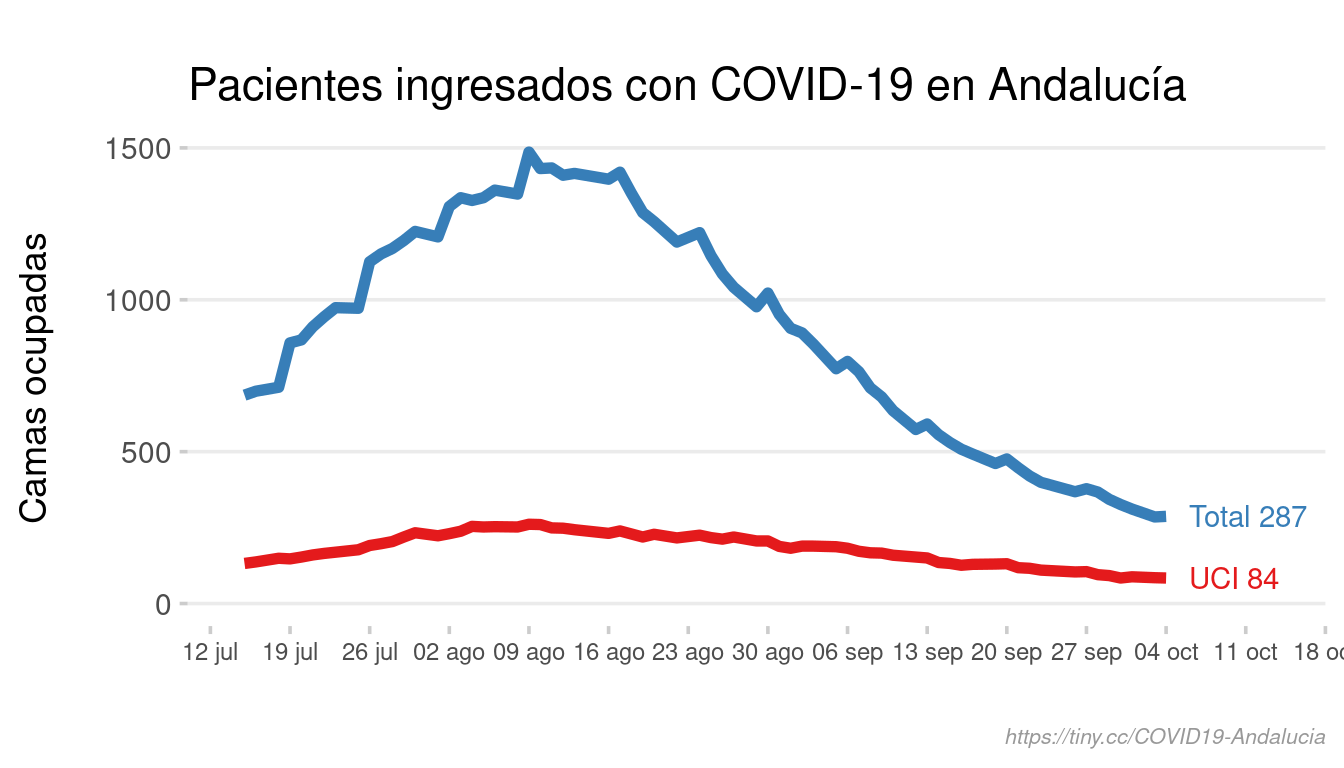 Pacientes ingresados con COVID-19 en Andalucía
Camas ocupadas
1500
1000
500
0
Total 287
UCI 84
12 jul 19 jul 26 jul 02 ago 09 ago 16 ago 23 ago 30 ago 06 sep 13 sep 20 sep 27 sep 04 oct 11 oct 18 oc
https://tiny.cc/COVID19-Andalucia